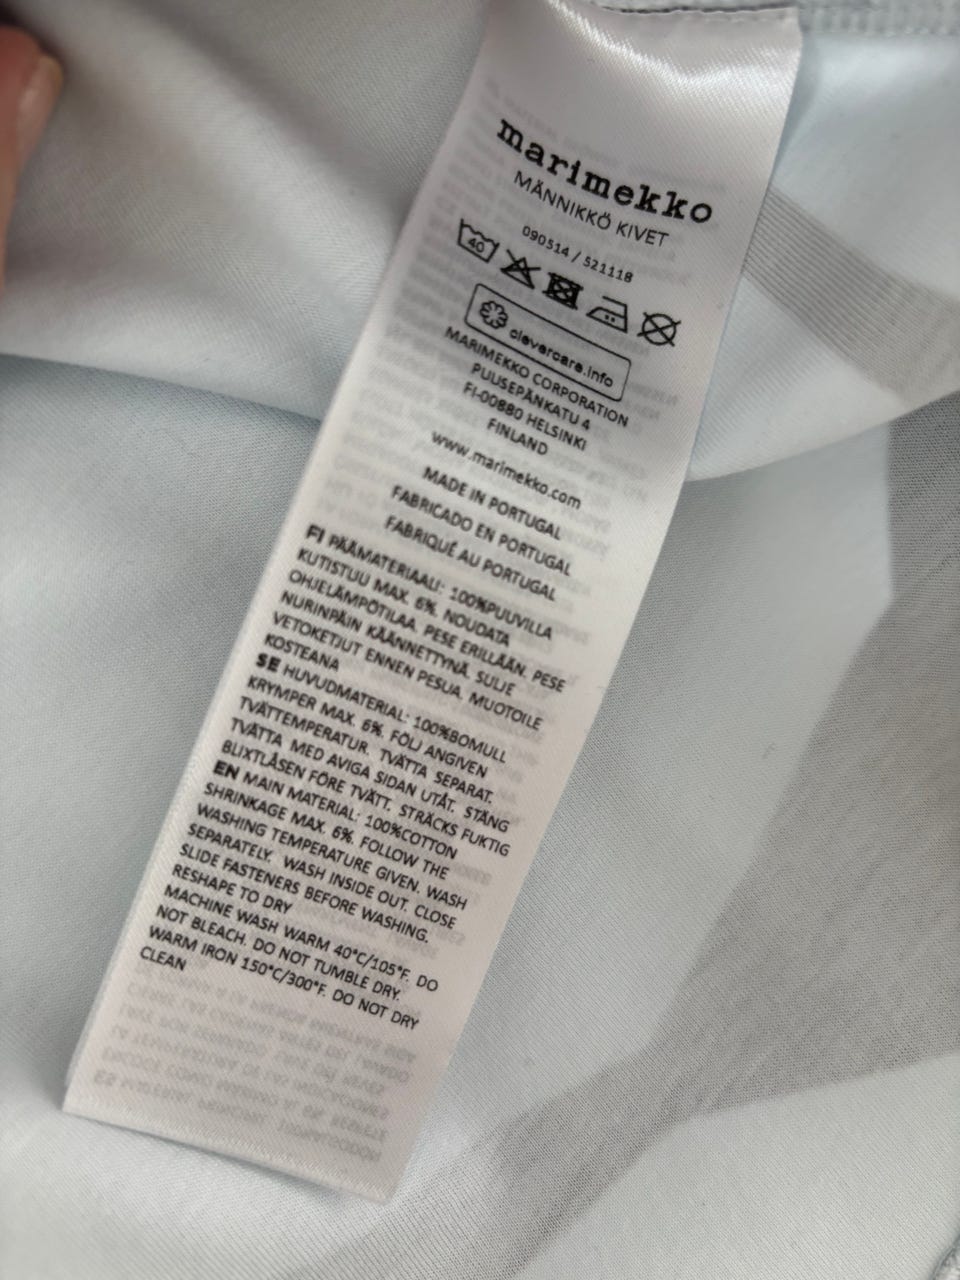 marimekko
MÄNNIKKÖ KIVET
090514 / 521118
40
clevercare.info
MARIMEKKO CORPORATION
PUUSEPÄNKATU 4
FI-00880 HELSINKI
FINLAND
www.marimekko.com
MADE IN PORTUGAL
FABRICADO EN PORTUGAL
FABRIQUÉ AU PORTUGAL
FI PÄÄMATERIAALI: 100%PUUVILLA
KUTISTUU MAX. 6%. NOUDATA
OHJELÄMPÖTILAA. PESE ERILLÄÄN. PESE
NURINPÄIN KÄÄNNETTYNÄ. SULJE
VETOKETJUT ENNEN PESUA. MUOTOILE
KOSTEANA
SE HUVUDMATERIAL: 100%BOMULL
KRYMPER MAX. 6%. FÖLJ ANGIVEN
TVÄTTEMPERATUR. TVÄTTA SEPARAT.
TVÄTTA MED AVIGA SIDAN UTÅT. STÄNG
BLIXTLÅSEN FÖRE TVÄTT. STRÄCKS FUKTIG
EN MAIN MATERIAL: 100%COTTON
SHRINKAGE MAX. 6%. FOLLOW THE
WASHING TEMPERATURE GIVEN. WASH
SEPARATELY. WASH INSIDE OUT. CLOSE
SLIDE FASTENERS BEFORE WASHING.
RESHAPE TO DRY
MACHINE WASH WARM 40°C/105°F. DO
NOT BLEACH. DO NOT TUMBLE DRY.
WARM IRON 150°C/300°F. DO NOT DRY
CLEAN